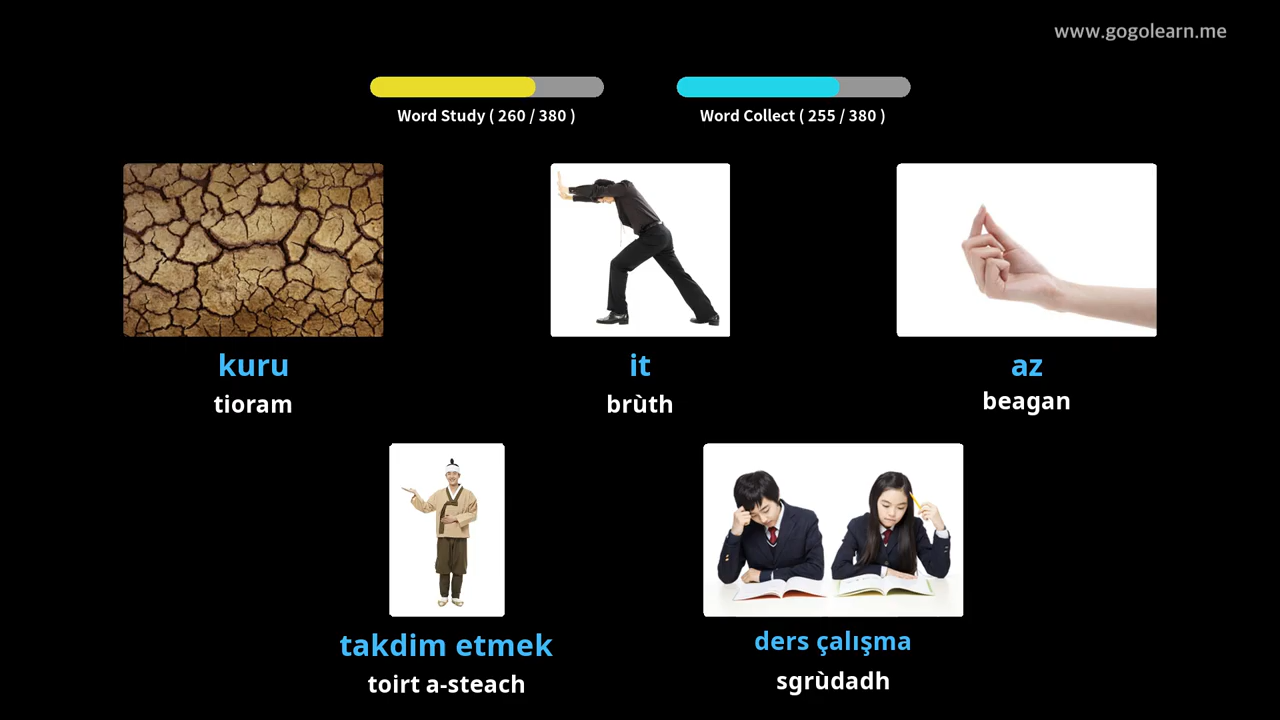 www.gogolearn.me
Word Study ( 260 / 380 )
Word Collect ( 255 / 380 )
kuru
tioram
it
brùth
az
beagan
takdim etmek
toirt a-steach
ders çalışma
sgrùdadh